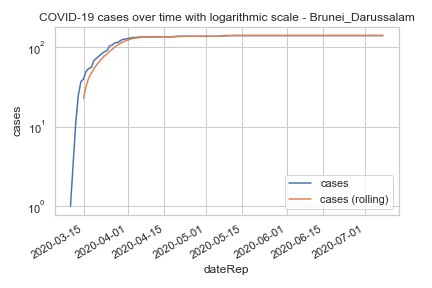 COVID-19 cases over time with logarithmic scale - Brunei_Darussalam
10²
10¹
10⁰
cases
cases
cases (rolling)
2020-03-15
2020-04-01
2020-04-15
2020-05-01
2020-05-15
2020-06-01
2020-06-15
2020-07-01
dateRep